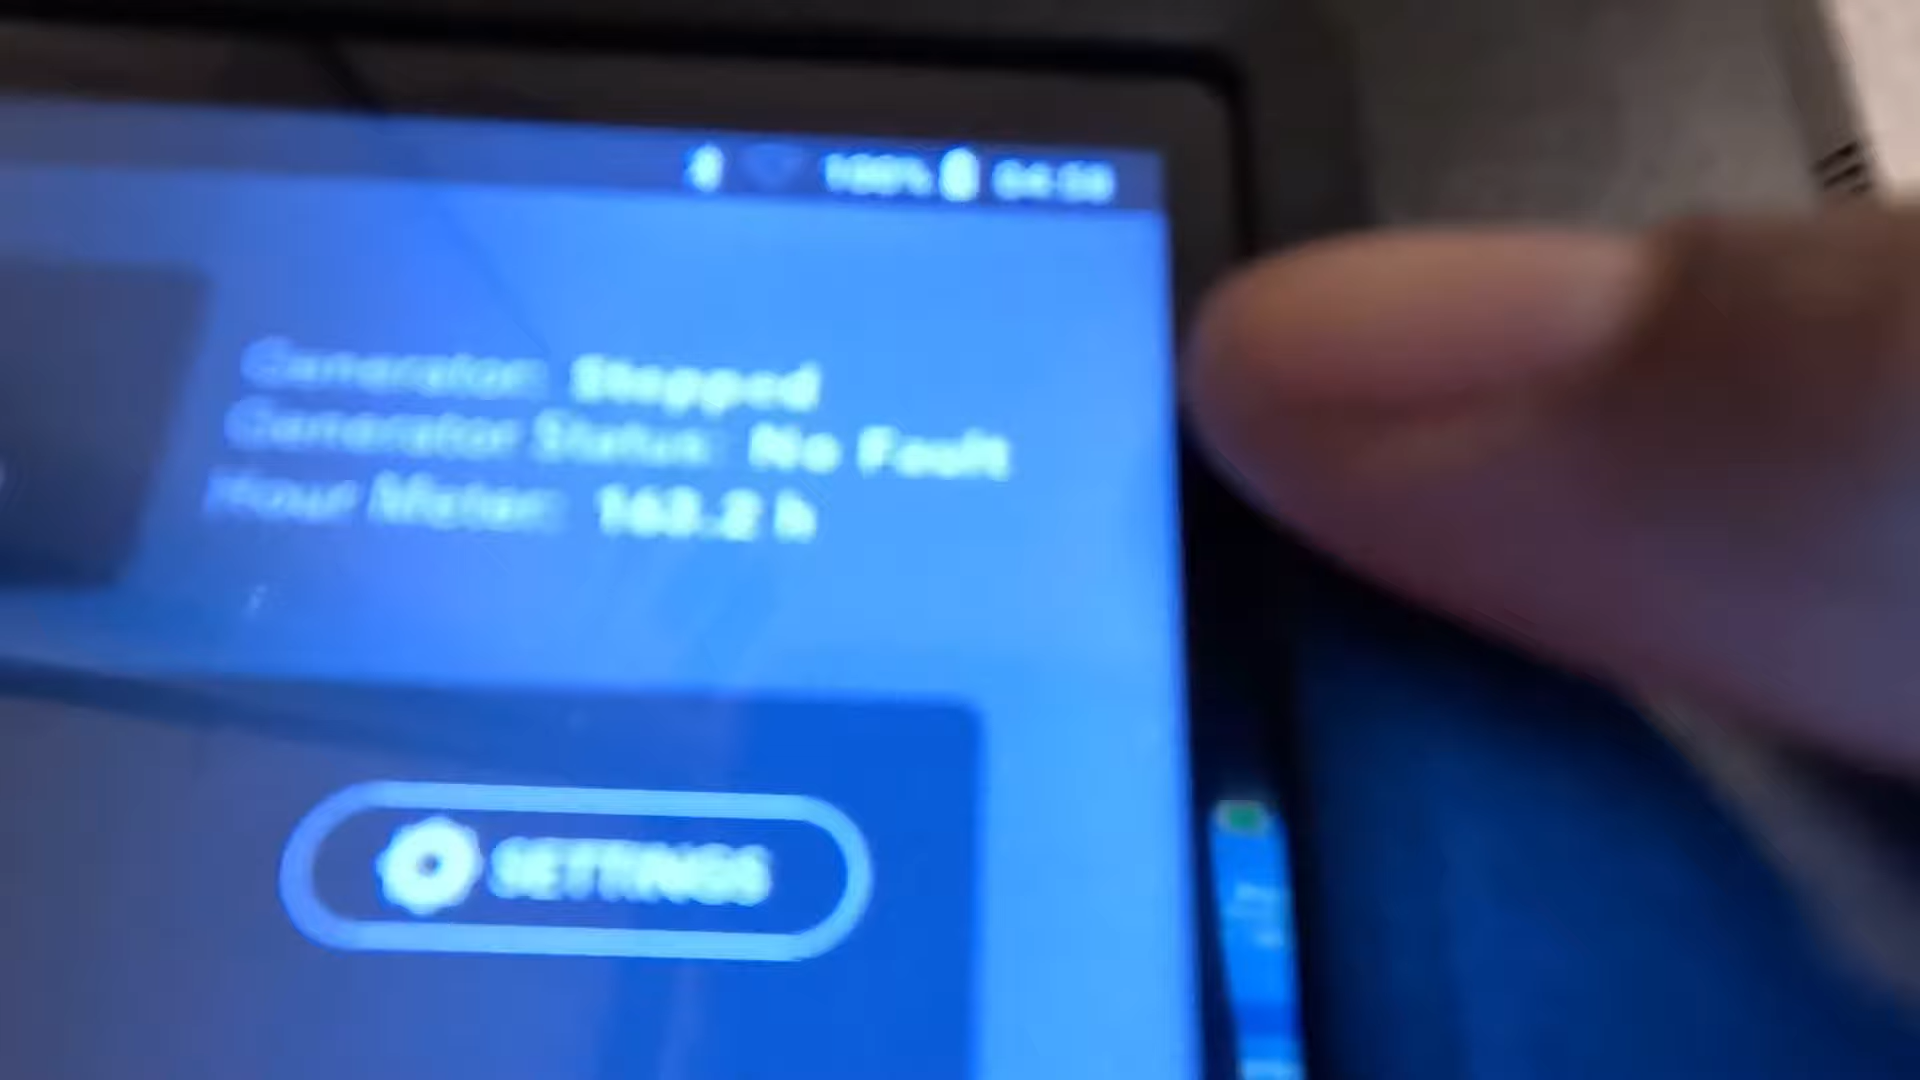 100%
Generator: Stopped
Generator Status: No Fault
Hour Meter: 163.2 h
SETTINGS